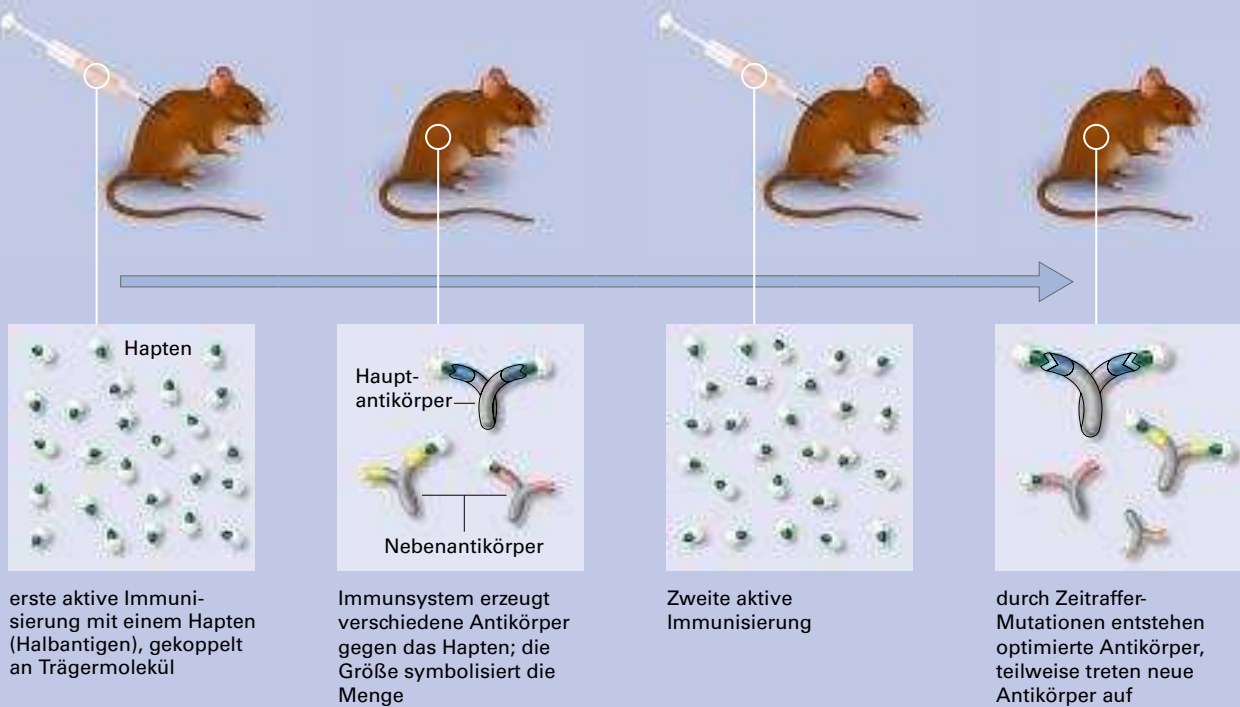 Hapten
Haupt-
antikörper
Nebenantikörper
erste aktive Immuni-
sierung mit einem Hapten
(Halbantigen), gekoppelt
an Trägermolekül
Immunsystem erzeugt
verschiedene Antikörper
gegen das Hapten; die
Größe symbolisiert die
Menge
Zweite aktive
Immunisierung
durch Zeitraffer-
Mutationen entstehen
optimierte Antikörper,
teilweise treten neue
Antikörper auf